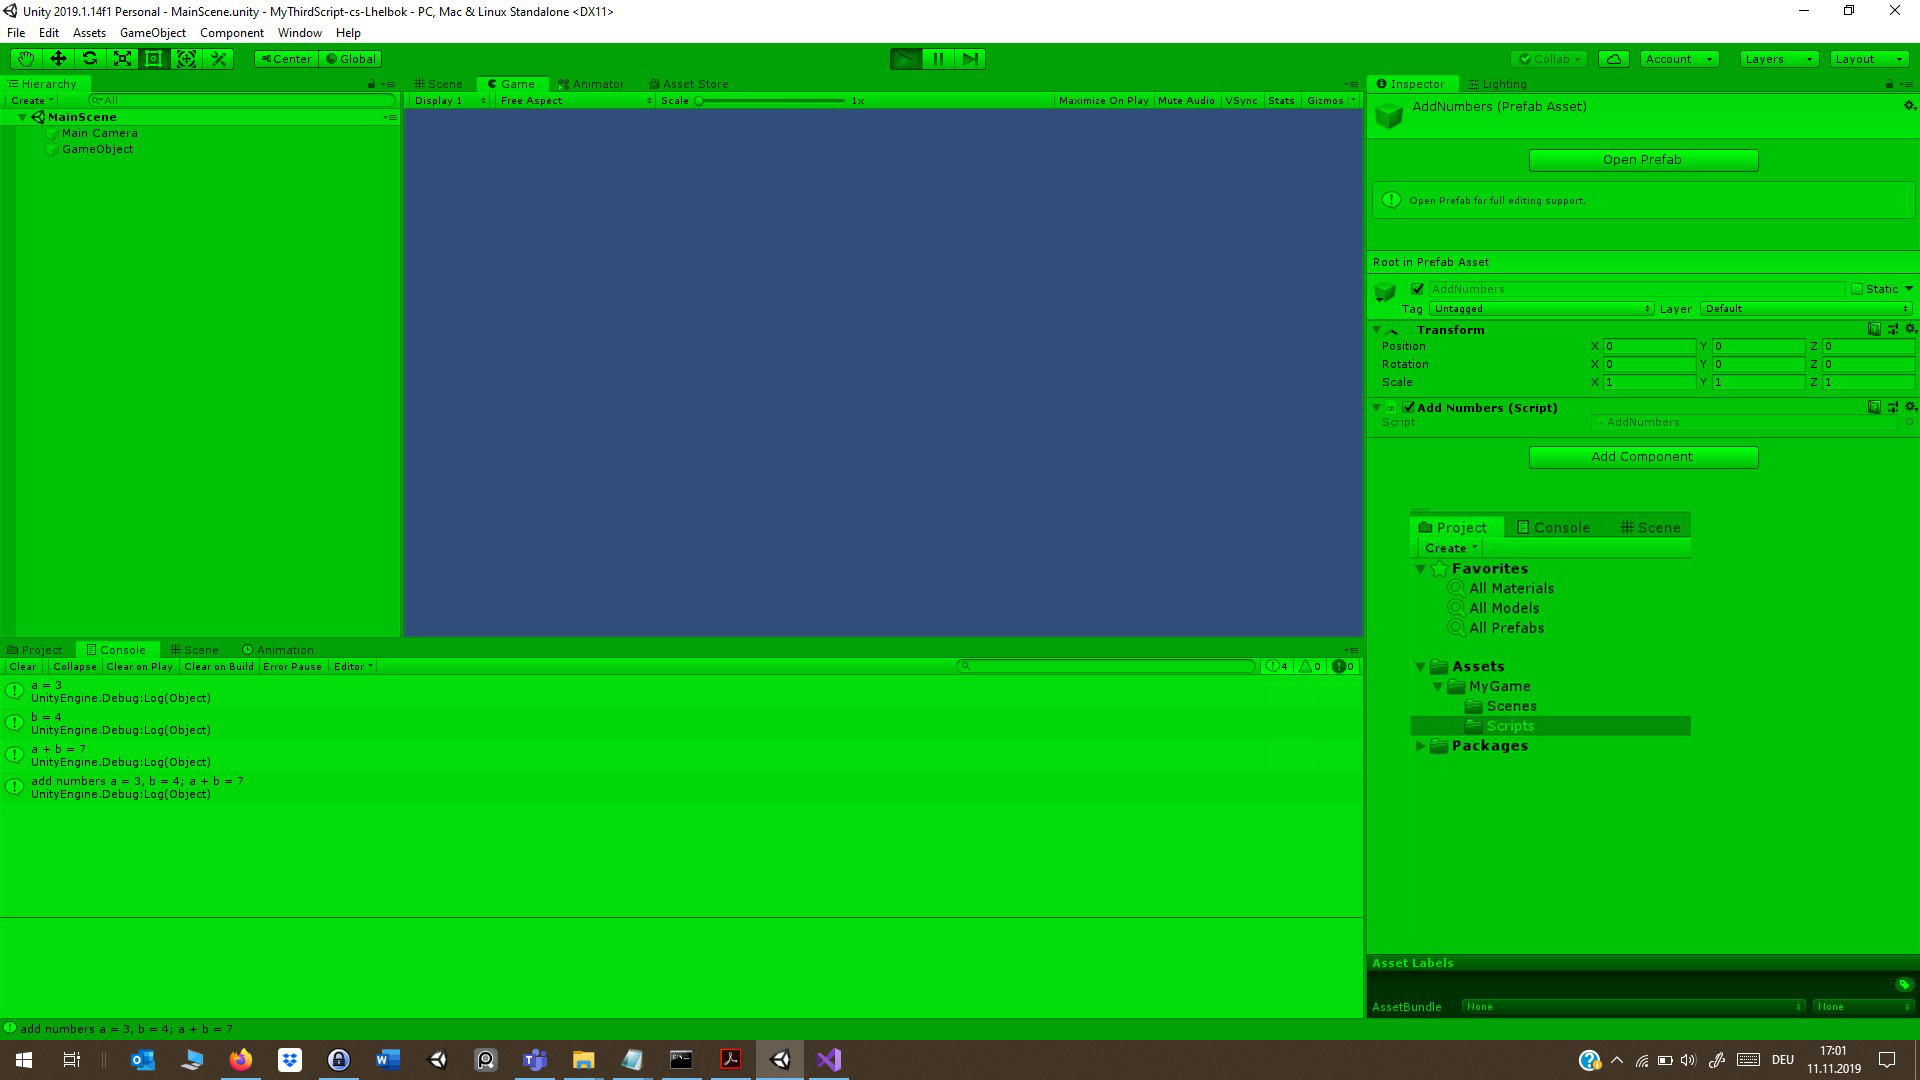 Unity 2019.1.14f1 Personal - MainScene.unity - MyThirdScript-cs-Lhelbok - PC, Mac & Linux Standalone <DX11>
File Edit Assets GameObject Component Window Help
Center Global Collab Account Layers Layout
Hierarchy
Create All
MainScene
Main Camera
GameObject
Scene Game Animator Asset Store
Display 1 Free Aspect Scale 1x Maximize On Play Mute Audio VSync Stats Gizmos
Inspector Lighting
AddNumbers (Prefab Asset)
Open Prefab
Open Prefab for full editing support.
Root in Prefab Asset
AddNumbers Static
Tag Untagged Layer Default
Transform
Position X 0 Y 0 Z 0
Rotation X 0 Y 0 Z 0
Scale X 1 Y 1 Z 1
Add Numbers (Script)
Script AddNumbers
Add Component
Project Console Scene
Create
Favorites
All Materials
All Models
All Prefabs
Assets
MyGame
Scenes
Scripts
Packages
Asset Labels
AssetBundle None None
Project Console Scene Animation
Clear Collapse Clear on Play Clear on Build Error Pause Editor 4 0 0
a = 3
UnityEngine.Debug:Log(Object)
b = 4
UnityEngine.Debug:Log(Object)
a + b = 7
UnityEngine.Debug:Log(Object)
add numbers a = 3, b = 4; a + b = 7
UnityEngine.Debug:Log(Object)
add numbers a = 3, b = 4; a + b = 7
DEU 17:01
11.11.2019